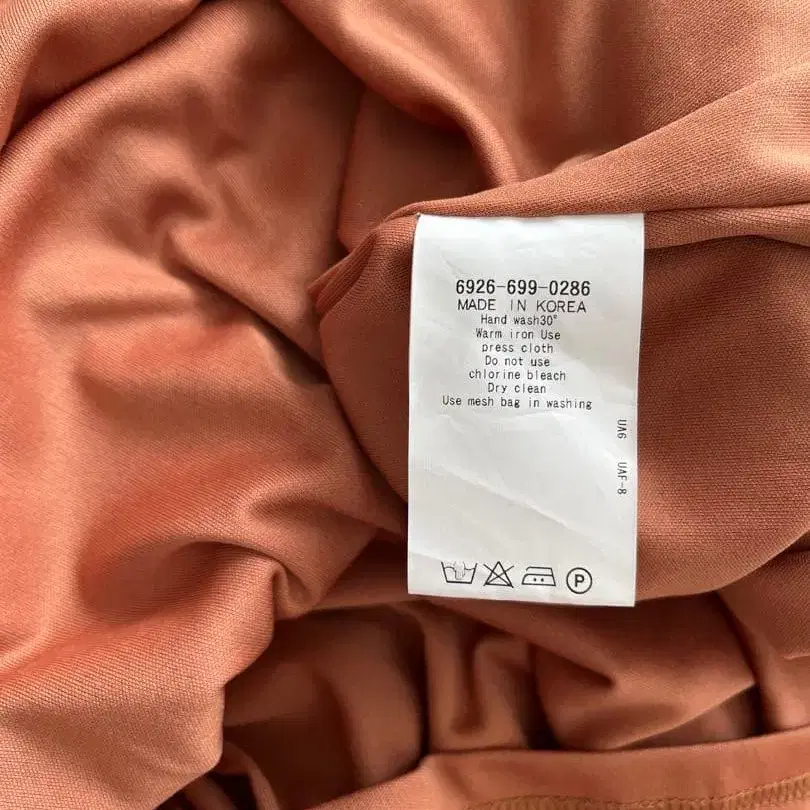 6926-699-0286
MADE IN KOREA
Hand wash30°
Warm iron Use
press cloth
Do not use
chlorine bleach
Dry clean
Use mesh bag in washing
UA6 UAF-8
P